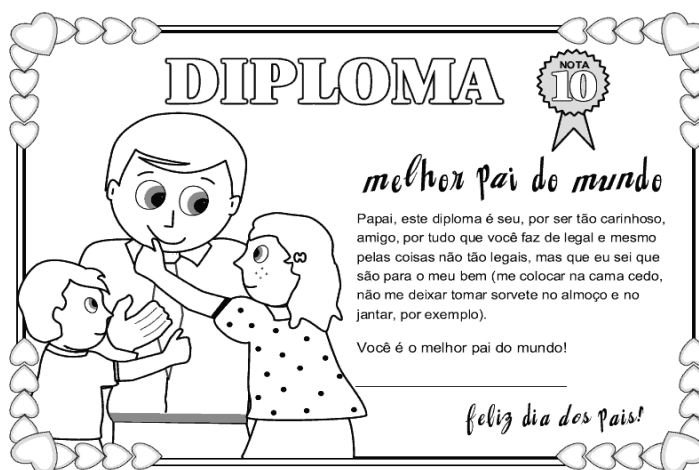 DIPLOMA
NOTA
10
melhor pai do mundo
Papai, este diploma é seu, por ser tão carinhoso,
amigo, por tudo que você faz de legal e mesmo
pelas coisas não tão legais, mas que eu sei que
são para o meu bem (me colocar na cama cedo,
não me deixar tomar sorvete no almoço e no
jantar, por exemplo).
Você é o melhor pai do mundo!
feliz dia dos pais!